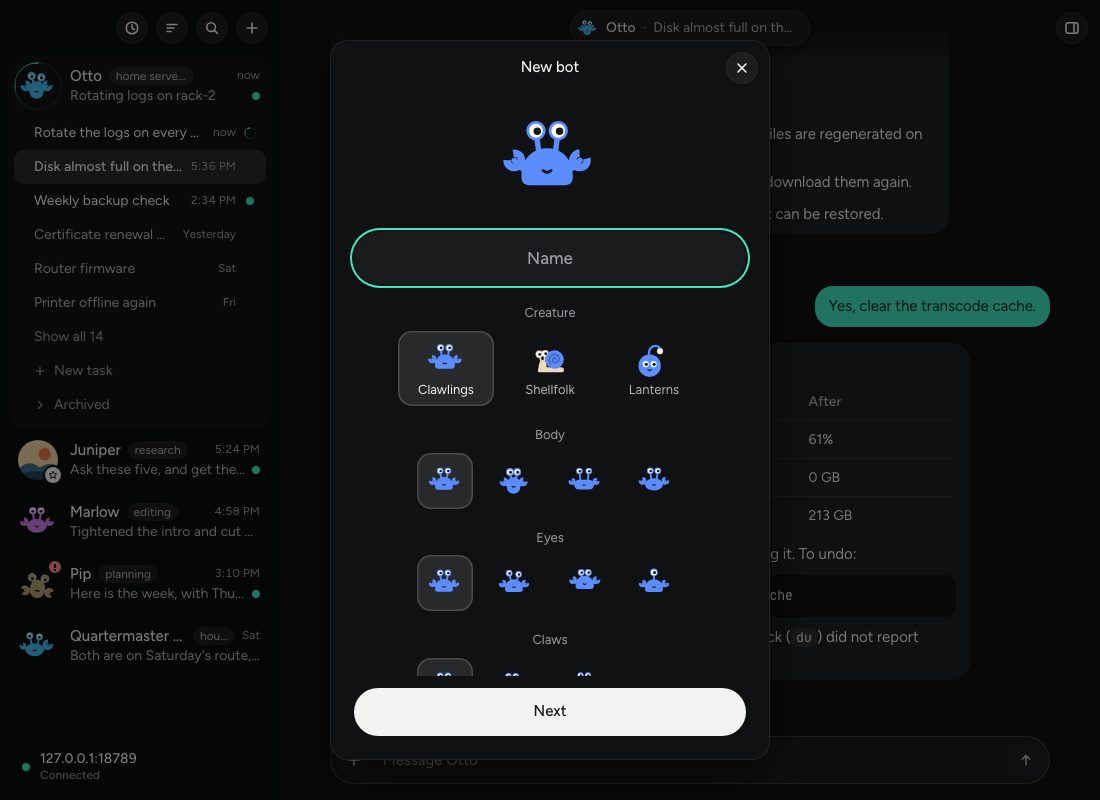 Otto · Disk almost full on th...
Otto home serve... now
Rotating logs on rack-2
Rotate the logs on every ... now
Disk almost full on the... 5:36 PM
Weekly backup check 2:34 PM
Certificate renewal ... Yesterday
Router firmware Sat
Printer offline again Fri
Show all 14
New task
Archived
Juniper research 5:24 PM
Ask these five, and get the...
Marlow editing 4:58 PM
Tightened the intro and cut ...
Pip planning 3:10 PM
Here is the week, with Thu...
Quartermaster ... hou... Sat
Both are on Saturday's route,...
127.0.0.1:18789
Connected
New bot
Name
Creature
Clawlings Shellfolk Lanterns
Body
Eyes
Claws
Next
are regenerated on
download them again.
can be restored.
Yes, clear the transcode cache.
After
61%
0 GB
213 GB
it. To undo:
(du) did not report
Message Otto